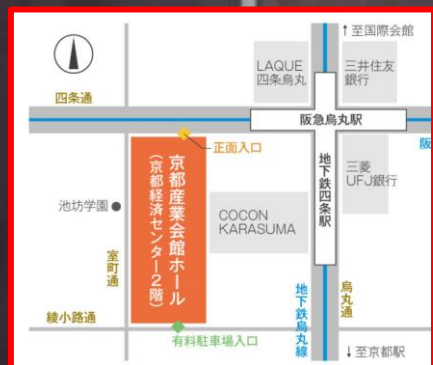 ↑至国際会館
LAQUE
四条烏丸
三井住友
銀行
四条通
阪急烏丸駅
阪
正面入口
京都産業会館ホール
(京都経済センター2階)
地下鉄四条駅
三菱
UFJ銀行
池坊学園
COCON
KARASUMA
室町通
地下鉄烏丸線
烏丸通
綾小路通
有料駐車場入口
↓至京都駅